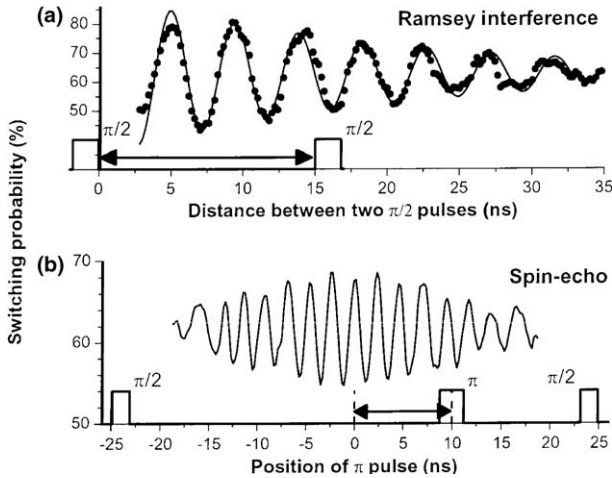 (a)
Ramsey interference
80
70
60
50
π/2
π/2
0 5 10 15 20 25 30 35
Distance between two π/2 pulses (ns)
Switching probability (%)
(b)
Spin-echo
70
60
50
π/2
π
π/2
-25 -20 -15 -10 -5 0 5 10 15 20 25
Position of π pulse (ns)